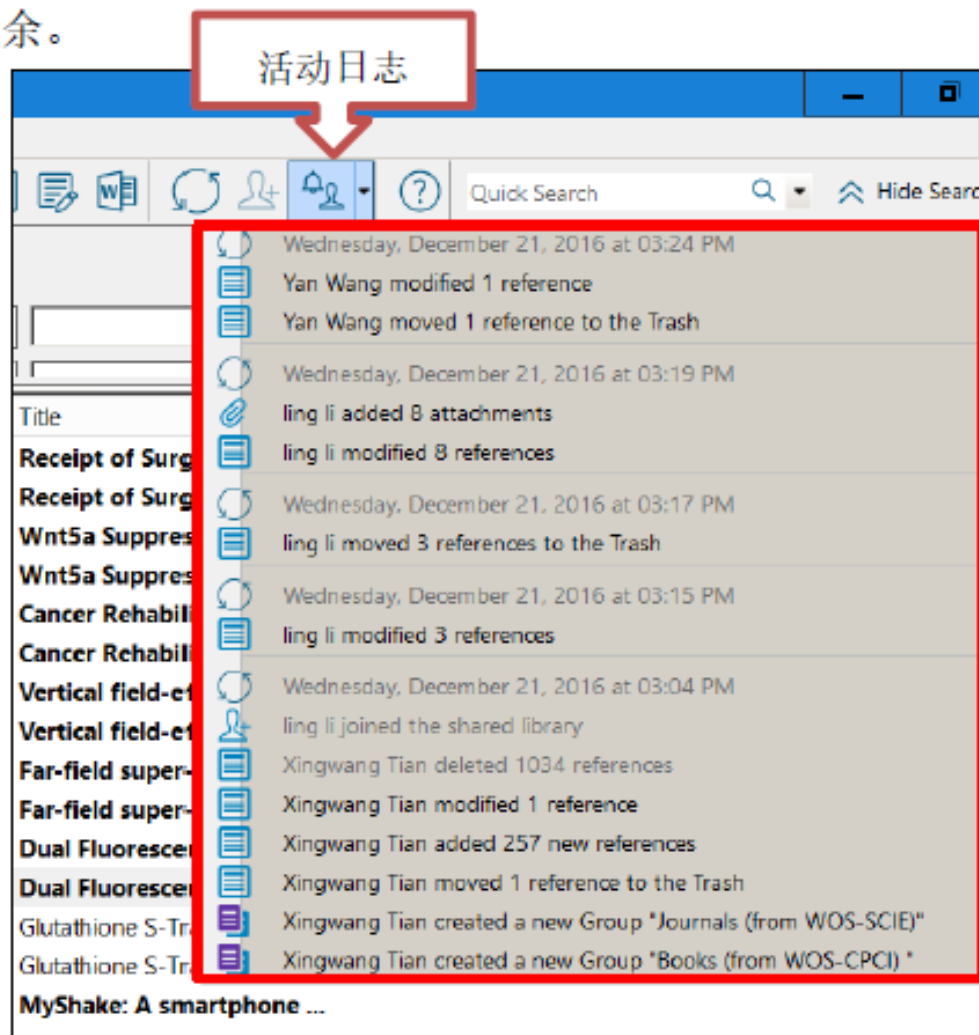 余。
活动日志
Quick Search
Hide Searc
Wednesday, December 21, 2016 at 03:24 PM
Yan Wang modified 1 reference
Yan Wang moved 1 reference to the Trash
Wednesday, December 21, 2016 at 03:19 PM
Title
ling li added 8 attachments
Receipt of Surg
ling li modified 8 references
Receipt of Surg
Wednesday, December 21, 2016 at 03:17 PM
Wnt5a Suppres
ling li moved 3 references to the Trash
Wnt5a Suppres
Wednesday, December 21, 2016 at 03:15 PM
Cancer Rehabili
ling li modified 3 references
Cancer Rehabili
Vertical field-ef
Wednesday, December 21, 2016 at 03:04 PM
Vertical field-ef
ling li joined the shared library
Far-field super-
Xingwang Tian deleted 1034 references
Far-field super-
Xingwang Tian modified 1 reference
Dual Fluorescer
Xingwang Tian added 257 new references
Dual Fluorescer
Xingwang Tian moved 1 reference to the Trash
Glutathione S-Tr
Xingwang Tian created a new Group "Journals (from WOS-SCIE)"
Glutathione S-Tr
Xingwang Tian created a new Group "Books (from WOS-CPCI) "
MyShake: A smartphone ...